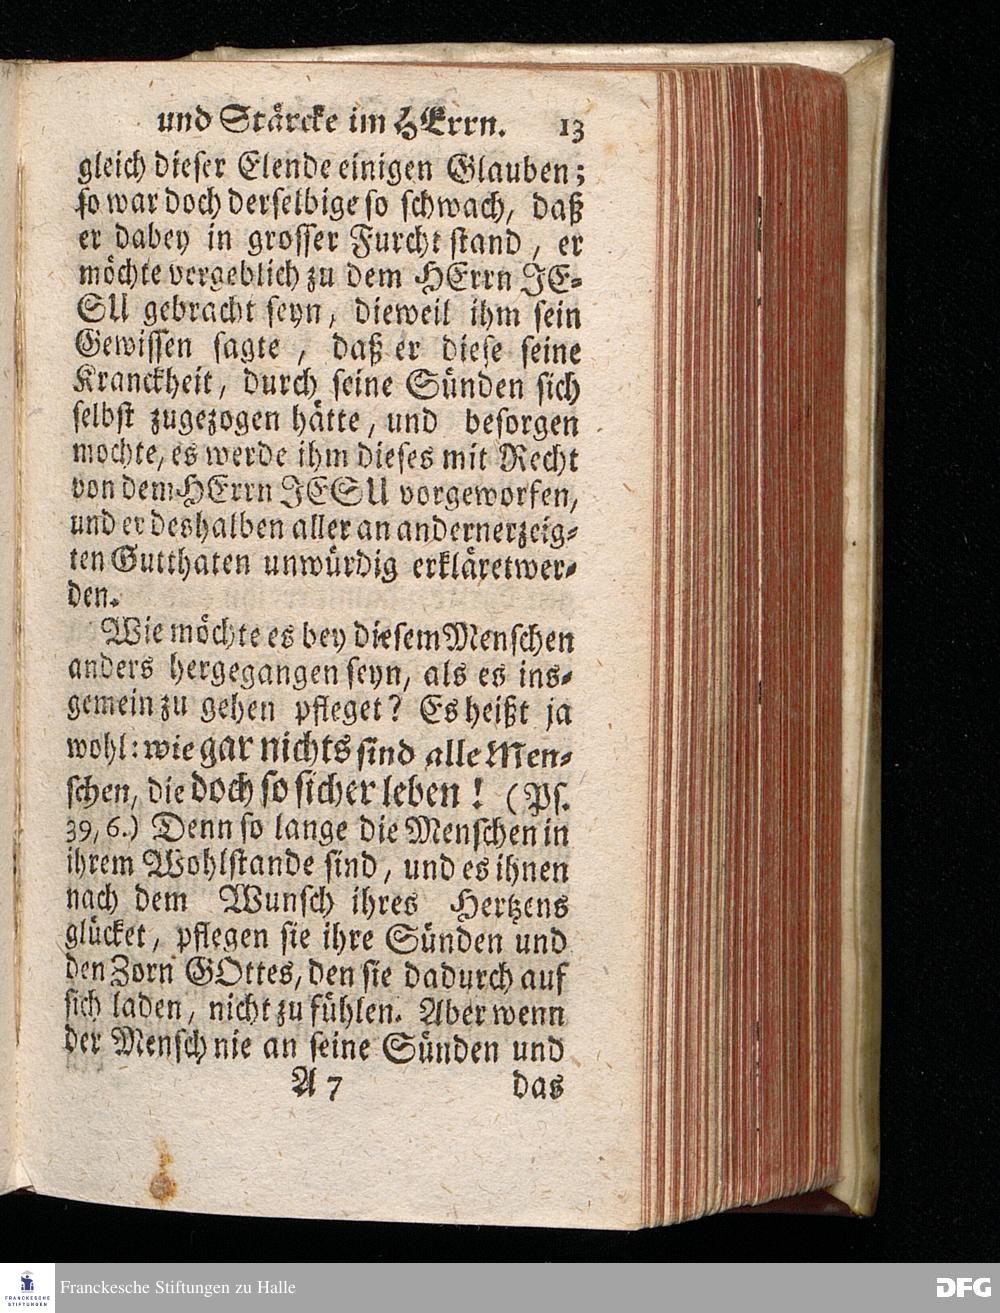 und Stärcke im HErrn. 13
gleich dieser Elende einigen Glauben;
so war doch derselbige so schwach, daß
er dabey in grosser Furcht stand, er
möchte vergeblich zu dem HErrn JE-
SU gebracht seyn, dieweil ihm sein
Gewissen sagte, daß er diese seine
Kranckheit, durch seine Sünden sich
selbst zugezogen hätte, und besorgen
mochte, es werde ihm dieses mit Recht
von dem HErrn JESU vorgeworfen,
und er deshalben aller an andern erzeig-
ten Gutthaten unwürdig erkläret wer-
den.
Wie möchte es bey diesem Menschen
anders hergegangen seyn, als es ins-
gemein zu gehen pfleget? Es heißt ja
wohl: wie gar nichts sind alle Men-
schen, die doch so sicher leben! (Ps.
39, 6.) Denn so lange die Menschen in
ihrem Wohlstande sind, und es ihnen
nach dem Wunsch ihres Hertzens
glücket, pflegen sie ihre Sünden und
den Zorn GOttes, den sie dadurch auf
sich laden, nicht zu fühlen. Aber wenn
der Mensch nie an seine Sünden und
A 7 das
FRANCKESCHE
STIFTUNGEN
Franckesche Stiftungen zu Halle
DFG